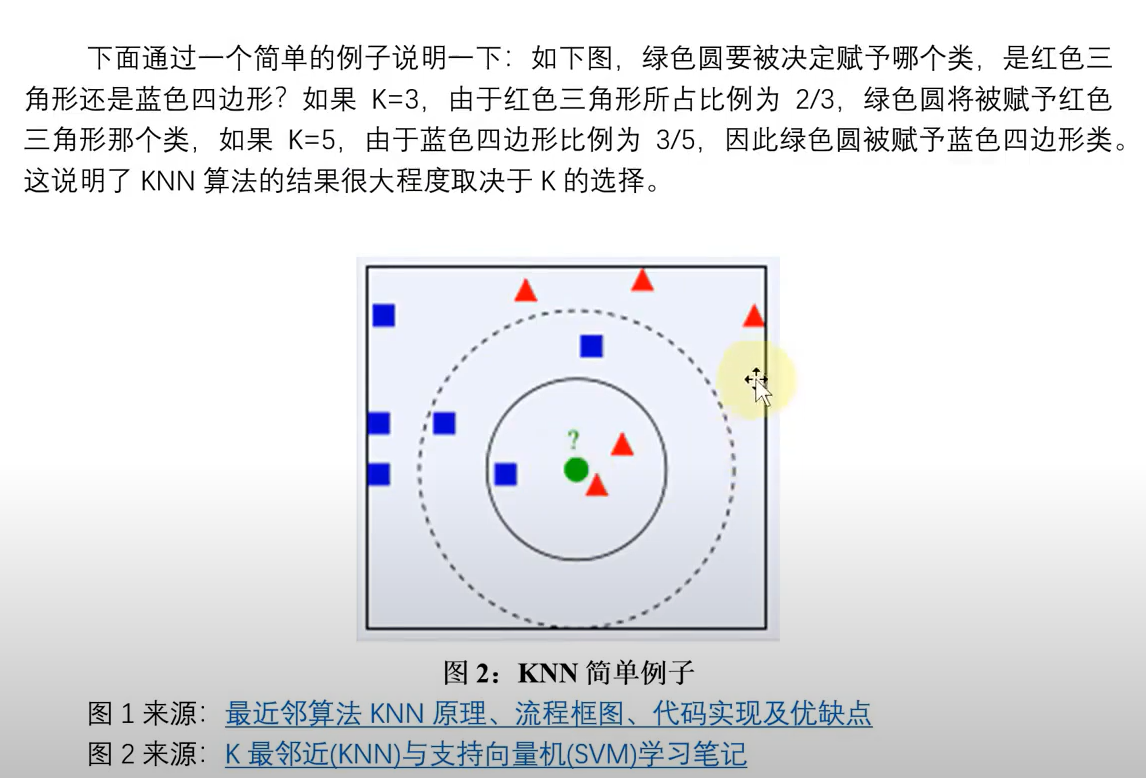 下面通过一个简单的例子说明一下：如下图，绿色圆要被决定赋予哪个类，是红色三
角形还是蓝色四边形？如果 K=3，由于红色三角形所占比例为 2/3，绿色圆将被赋予红色
三角形那个类，如果 K=5，由于蓝色四边形比例为 3/5，因此绿色圆被赋予蓝色四边形类。
这说明了 KNN 算法的结果很大程度取决于 K 的选择。
?
图 2：KNN 简单例子
图 1 来源：最近邻算法 KNN 原理、流程框图、代码实现及优缺点
图 2 来源：K 最邻近(KNN)与支持向量机(SVM)学习笔记